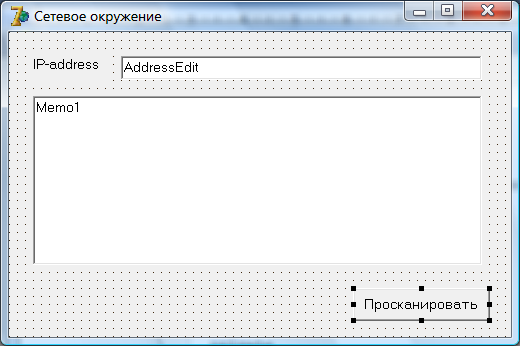 Сетевое окружение
IP-address AddressEdit
Memo1
Просканировать